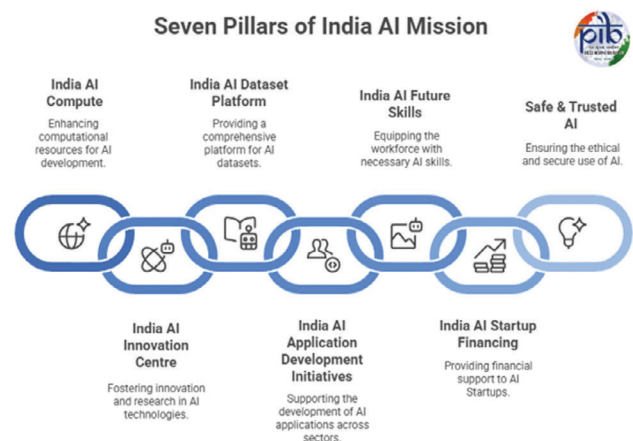 Seven Pillars of India AI Mission
pib
India AI
Compute
Enhancing
computational
resources for AI
development.
India AI Dataset
Platform
Providing a
comprehensive
platform for AI
datasets.
India AI Future
Skills
Equipping the
workforce with
necessary AI skills.
Safe & Trusted
AI
Ensuring the ethical
and secure use of AI.
India AI
Innovation
Centre
Fostering innovation
and research in AI
technologies.
India AI
Application
Development
Initiatives
Supporting the
development of AI
applications across
sectors.
India AI Startup
Financing
Providing financial
support to AI
Startups.